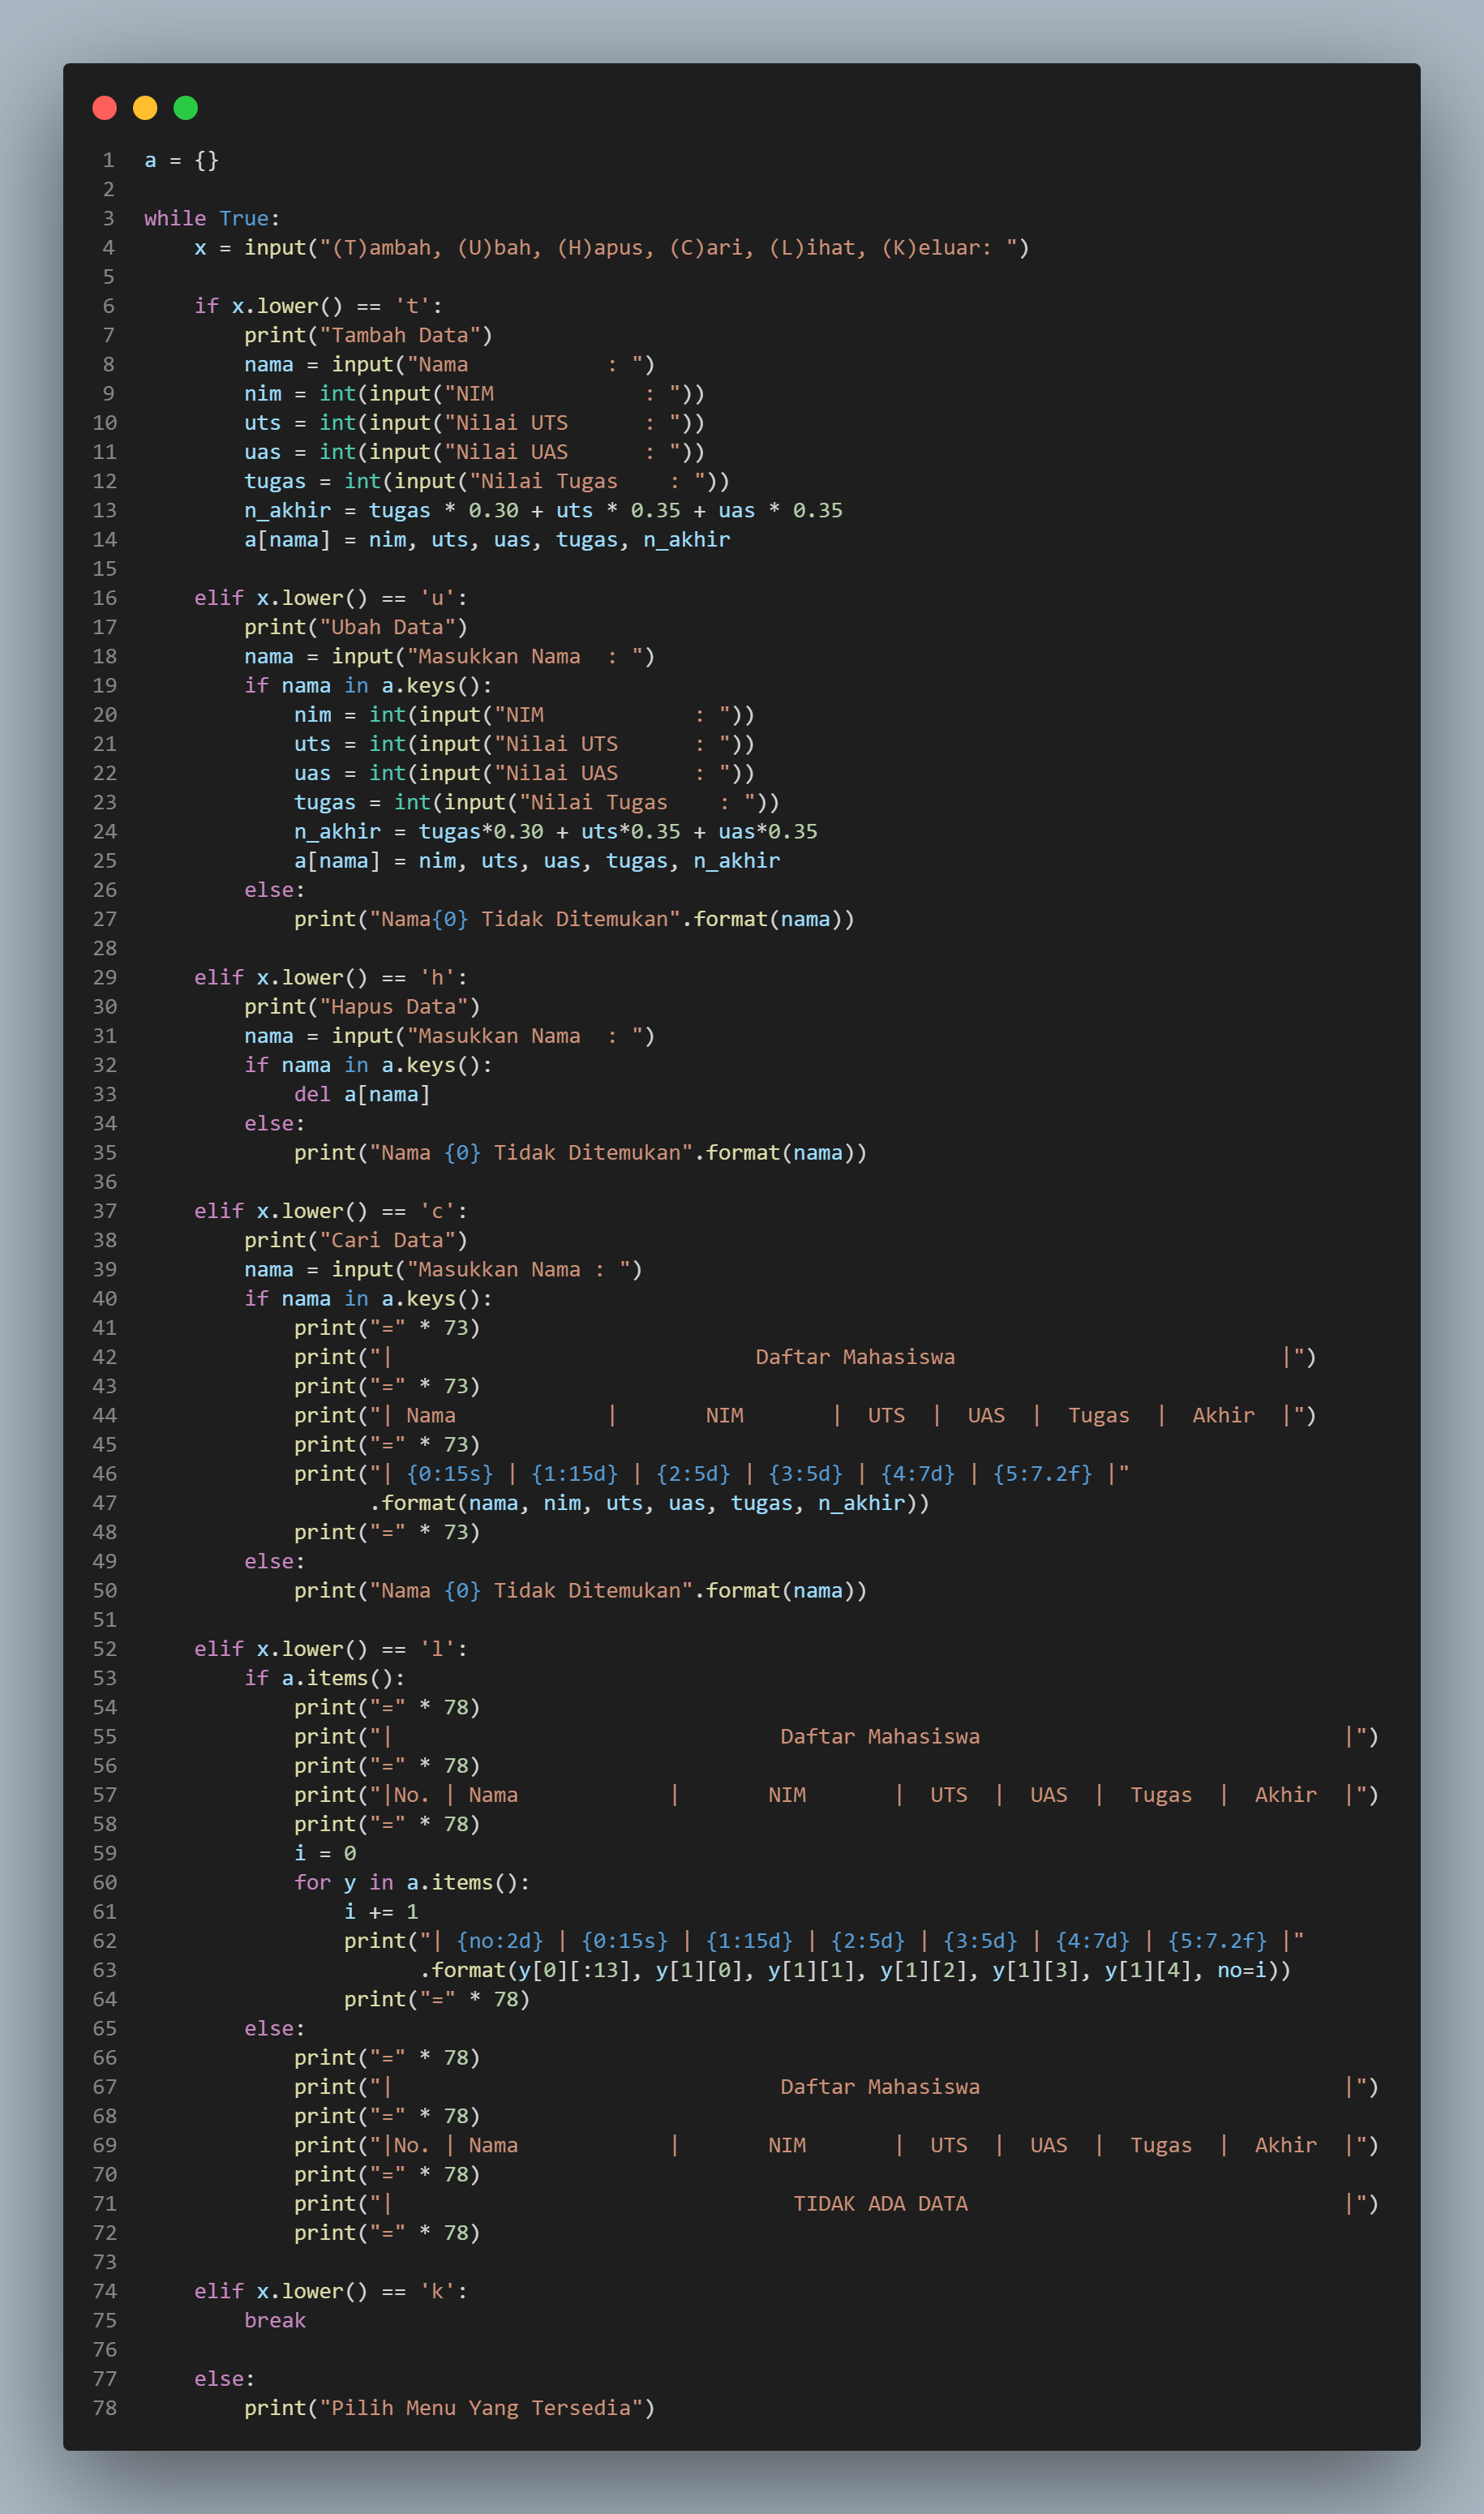 1 a = {}
2
3 while True:
4     x = input("(T)ambah, (U)bah, (H)apus, (C)ari, (L)ihat, (K)eluar: ")
5
6     if x.lower() == 't':
7         print("Tambah Data")
8         nama = input("Nama           : ")
9         nim = int(input("NIM            : "))
10         uts = int(input("Nilai UTS      : "))
11         uas = int(input("Nilai UAS      : "))
12         tugas = int(input("Nilai Tugas    : "))
13         n_akhir = tugas * 0.30 + uts * 0.35 + uas * 0.35
14         a[nama] = nim, uts, uas, tugas, n_akhir
15
16     elif x.lower() == 'u':
17         print("Ubah Data")
18         nama = input("Masukkan Nama  : ")
19         if nama in a.keys():
20             nim = int(input("NIM            : "))
21             uts = int(input("Nilai UTS      : "))
22             uas = int(input("Nilai UAS      : "))
23             tugas = int(input("Nilai Tugas    : "))
24             n_akhir = tugas*0.30 + uts*0.35 + uas*0.35
25             a[nama] = nim, uts, uas, tugas, n_akhir
26         else:
27             print("Nama{0} Tidak Ditemukan".format(nama))
28
29     elif x.lower() == 'h':
30         print("Hapus Data")
31         nama = input("Masukkan Nama  : ")
32         if nama in a.keys():
33             del a[nama]
34         else:
35             print("Nama {0} Tidak Ditemukan".format(nama))
36
37     elif x.lower() == 'c':
38         print("Cari Data")
39         nama = input("Masukkan Nama : ")
40         if nama in a.keys():
41             print("=" * 73)
42             print("|                             Daftar Mahasiswa                          |")
43             print("=" * 73)
44             print("| Nama            |       NIM       |  UTS  |  UAS  |  Tugas  |  Akhir  |")
45             print("=" * 73)
46             print("| {0:15s} | {1:15d} | {2:5d} | {3:5d} | {4:7d} | {5:7.2f} |"
47                   .format(nama, nim, uts, uas, tugas, n_akhir))
48             print("=" * 73)
49         else:
50             print("Nama {0} Tidak Ditemukan".format(nama))
51
52     elif x.lower() == 'l':
53         if a.items():
54             print("=" * 78)
55             print("|                               Daftar Mahasiswa                             |")
56             print("=" * 78)
57             print("|No. | Nama            |       NIM       |  UTS  |  UAS  |  Tugas  |  Akhir  |")
58             print("=" * 78)
59             i = 0
60             for y in a.items():
61                 i += 1
62                 print("| {no:2d} | {0:15s} | {1:15d} | {2:5d} | {3:5d} | {4:7d} | {5:7.2f} |"
63                       .format(y[0][:13], y[1][0], y[1][1], y[1][2], y[1][3], y[1][4], no=i))
64                 print("=" * 78)
65         else:
66             print("=" * 78)
67             print("|                               Daftar Mahasiswa                             |")
68             print("=" * 78)
69             print("|No. | Nama            |       NIM       |  UTS  |  UAS  |  Tugas  |  Akhir  |")
70             print("=" * 78)
71             print("|                                TIDAK ADA DATA                              |")
72             print("=" * 78)
73
74     elif x.lower() == 'k':
75         break
76
77     else:
78         print("Pilih Menu Yang Tersedia")